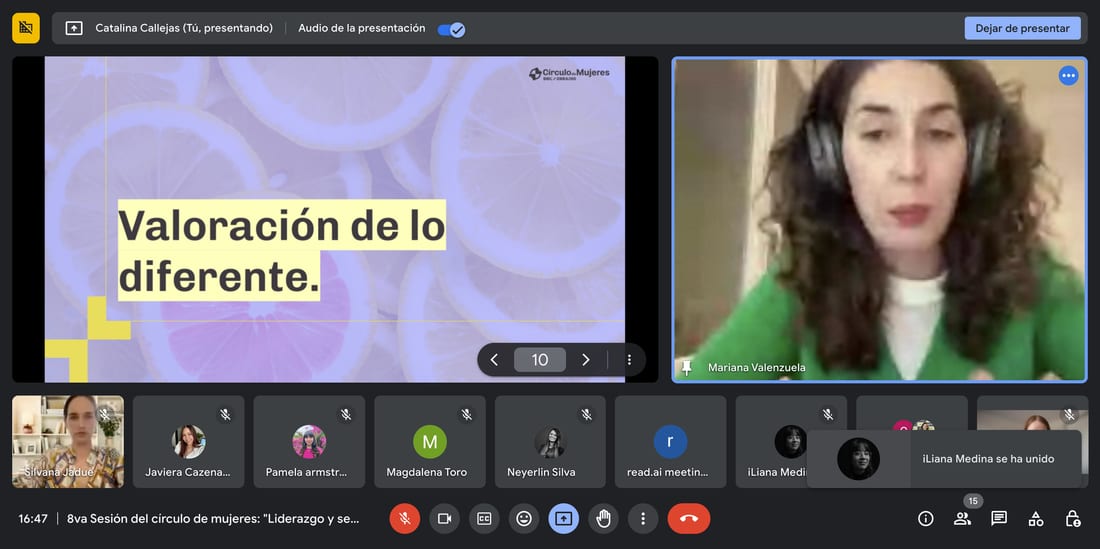 Catalina Callejas (Tú, presentando)
Audio de la presentación
Dejar de presentar
Círculo de Mujeres
Valoración de lo
diferente.
10
Mariana Valenzuela
Silvana Jadue
Javiera Cazena...
Pamela armstr...
M
Magdalena Toro
Neyerlin Silva
r
read.ai meetin...
iLiana Medi
iLiana Medina se ha unido
16:47
8va Sesión del círculo de mujeres: "Liderazgo y se...
15